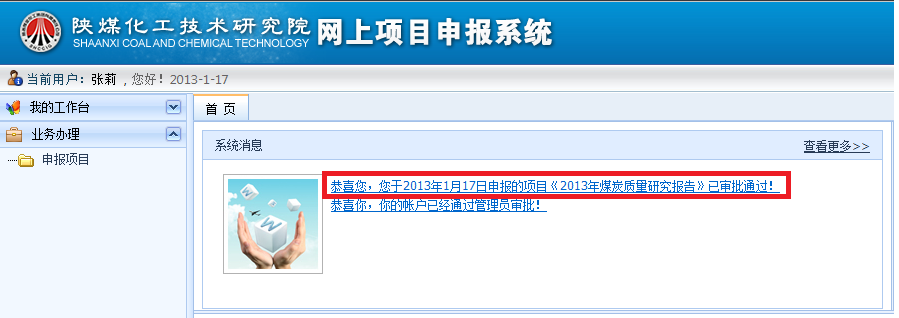 陕煤化工技术研究院
SHAANXI COAL AND CHEMICAL TECHNOLOGY
网上项目申报系统
当前用户：张莉 ，您好！2013-1-17
我的工作台
业务办理
申报项目
首 页
系统消息
查看更多>>
恭喜您，您于2013年1月17日申报的项目《2013年煤炭质里研究报告》已审批通过！
恭喜你，你的帐户已经通过管理员审批！